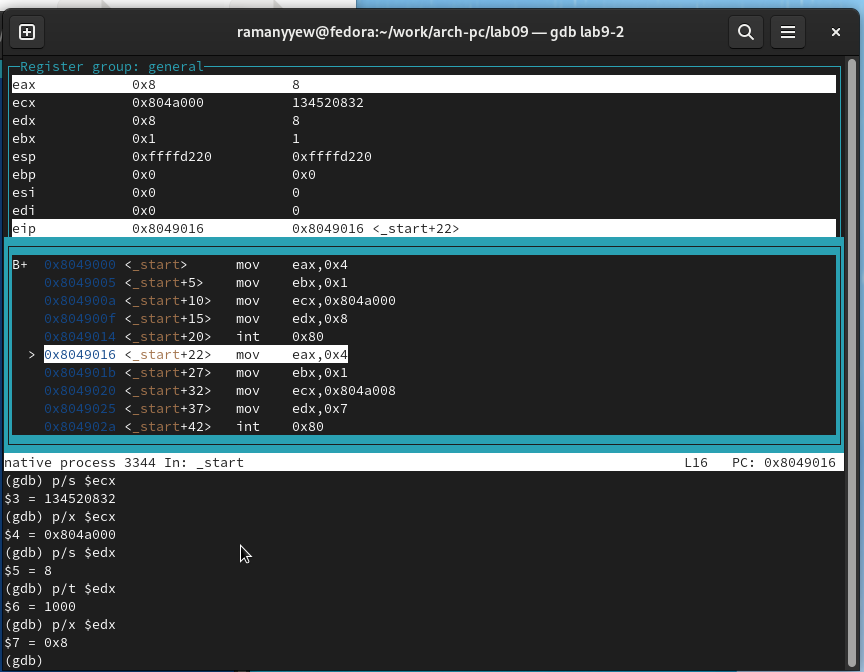 ramanyyew@fedora:~/work/arch-pc/lab09 — gdb lab9-2
Register group: general
eax 0x8 8
ecx 0x804a000 134520832
edx 0x8 8
ebx 0x1 1
esp 0xffffd220 0xffffd220
ebp 0x0 0x0
esi 0x0 0
edi 0x0 0
eip 0x8049016 0x8049016 <_start+22>
B+ 0x8049000 <_start> mov eax,0x4
0x8049005 <_start+5> mov ebx,0x1
0x804900a <_start+10> mov ecx,0x804a000
0x804900f <_start+15> mov edx,0x8
0x8049014 <_start+20> int 0x80
> 0x8049016 <_start+22> mov eax,0x4
0x804901b <_start+27> mov ebx,0x1
0x8049020 <_start+32> mov ecx,0x804a008
0x8049025 <_start+37> mov edx,0x7
0x804902a <_start+42> int 0x80
native process 3344 In: _start L16 PC: 0x8049016
(gdb) p/s $ecx
$3 = 134520832
(gdb) p/x $ecx
$4 = 0x804a000
(gdb) p/s $edx
$5 = 8
(gdb) p/t $edx
$6 = 1000
(gdb) p/x $edx
$7 = 0x8
(gdb)